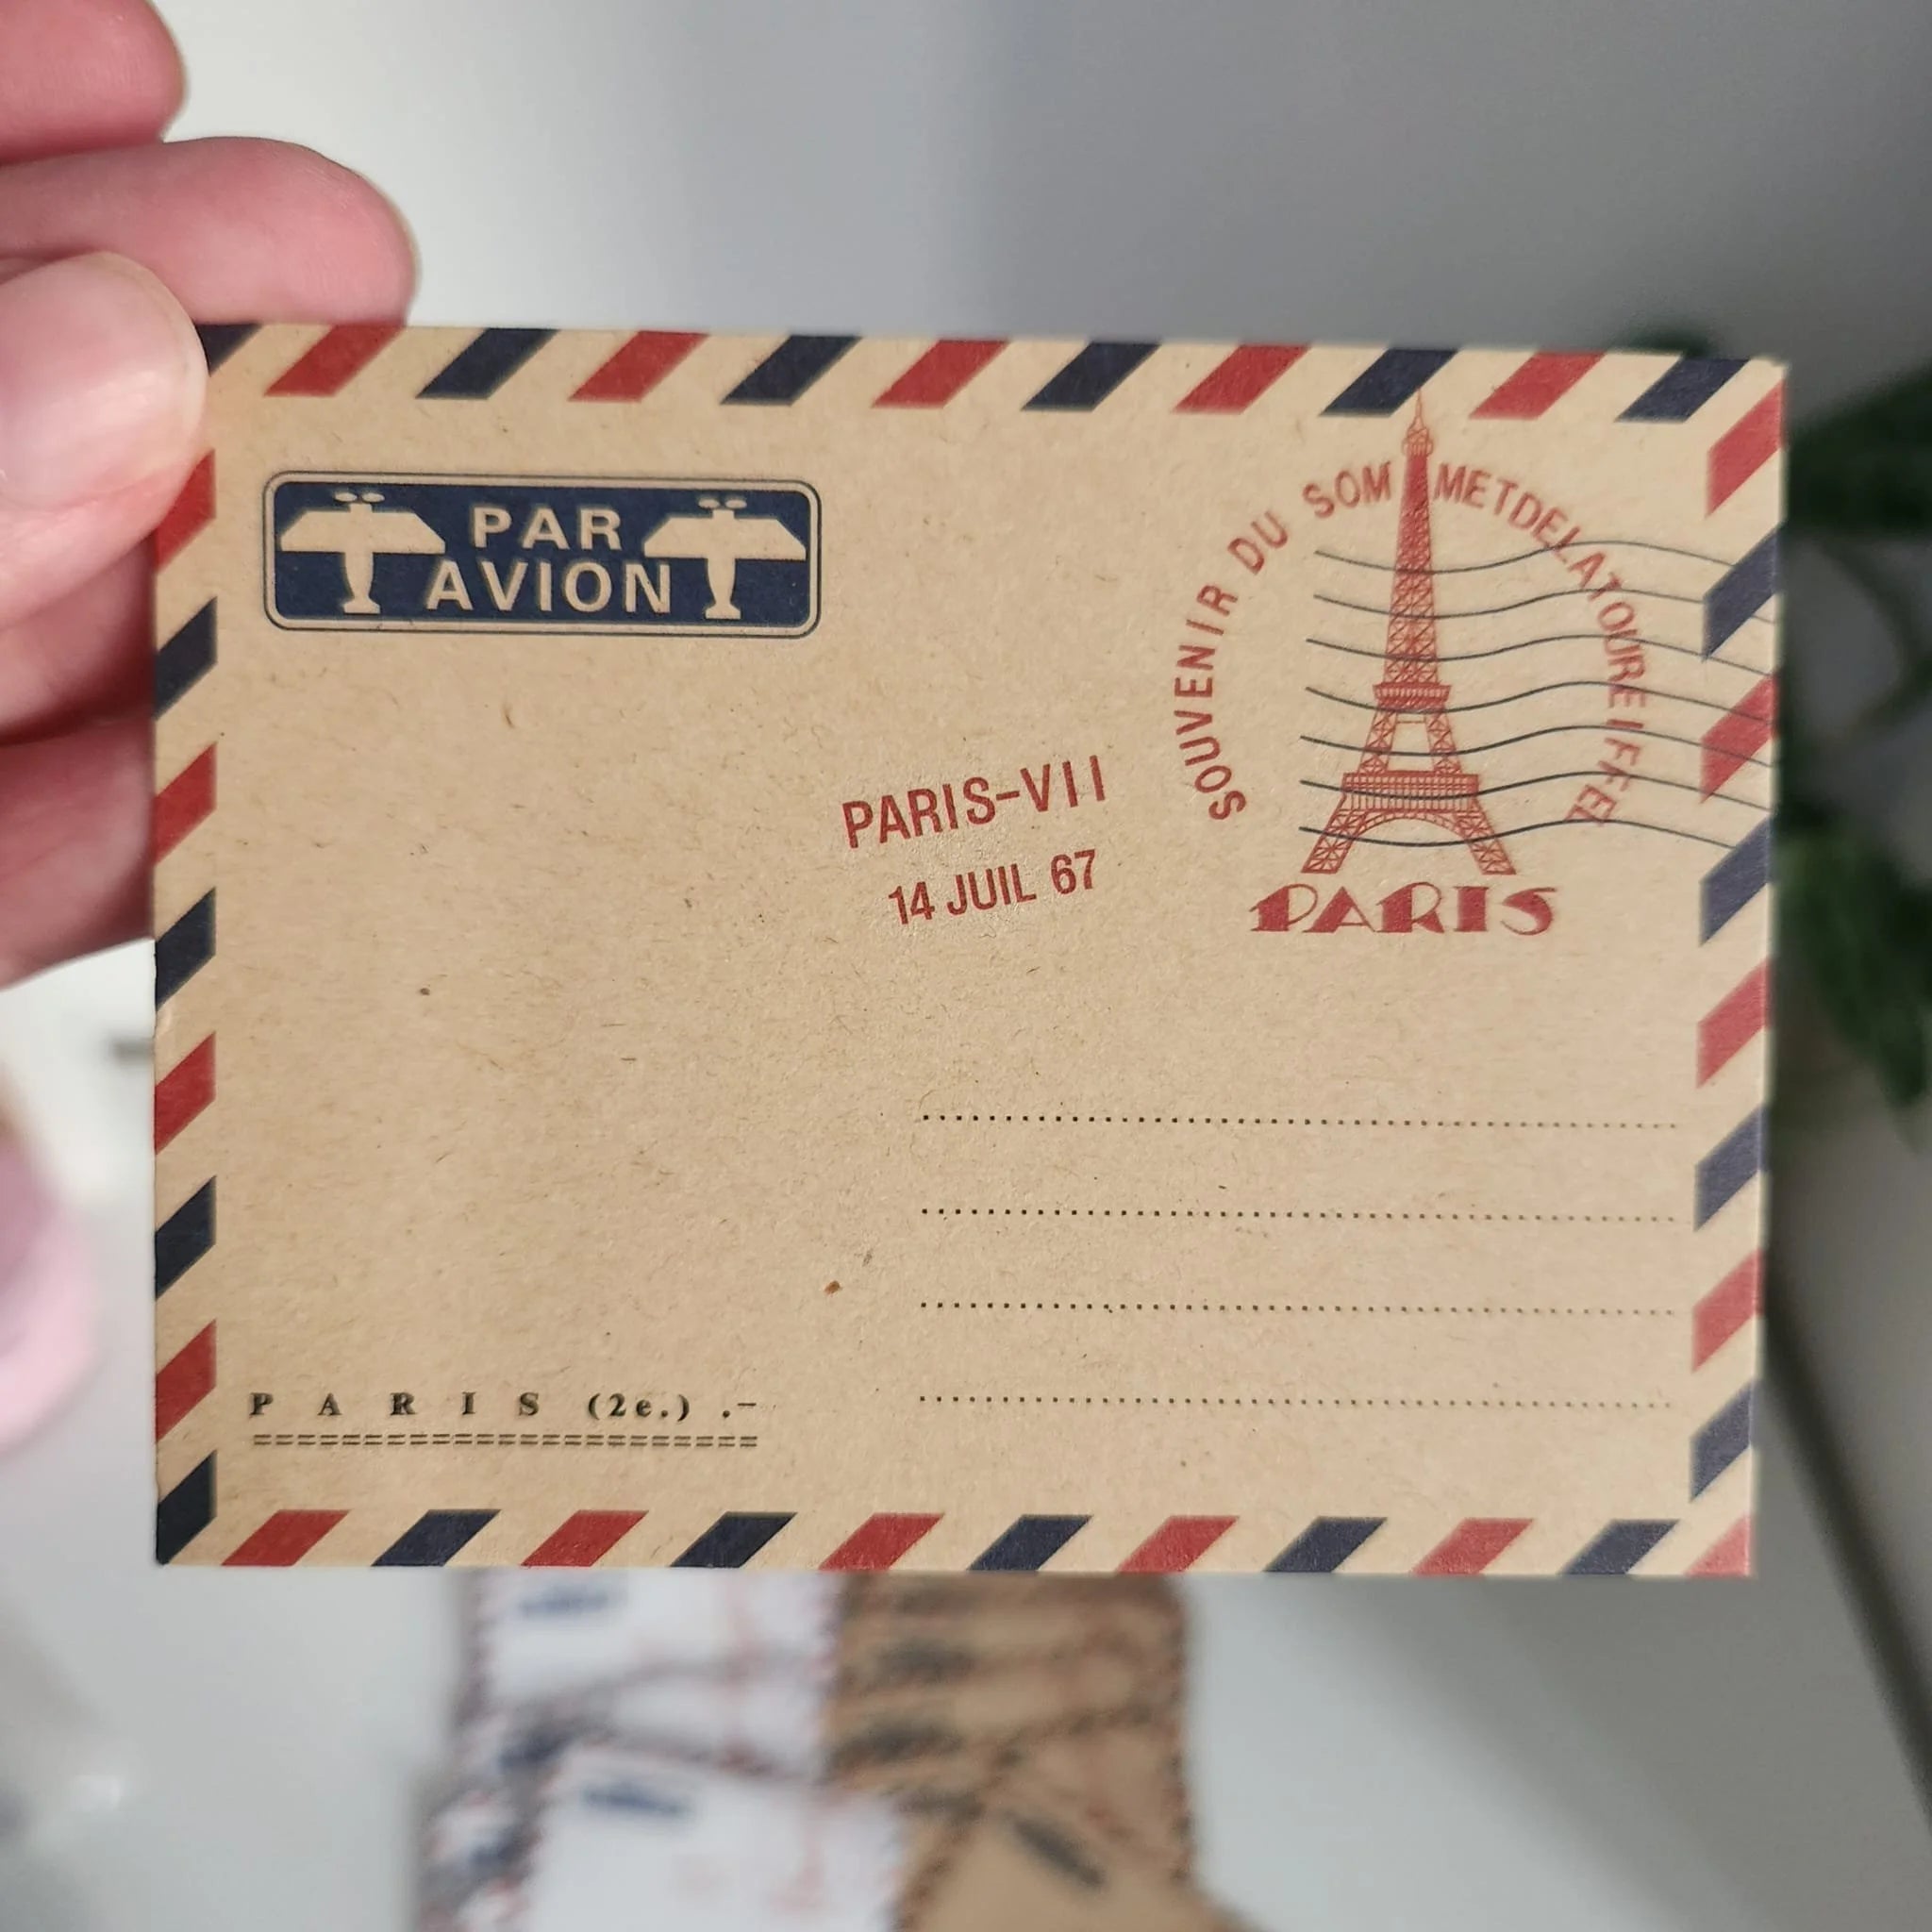 PAR
AVION
SOUVENIR DU SOMMETDELATOUREIFFEL
PARIS-VII
14 JUIL 67
PARIS
P A R I S (2e.) .-